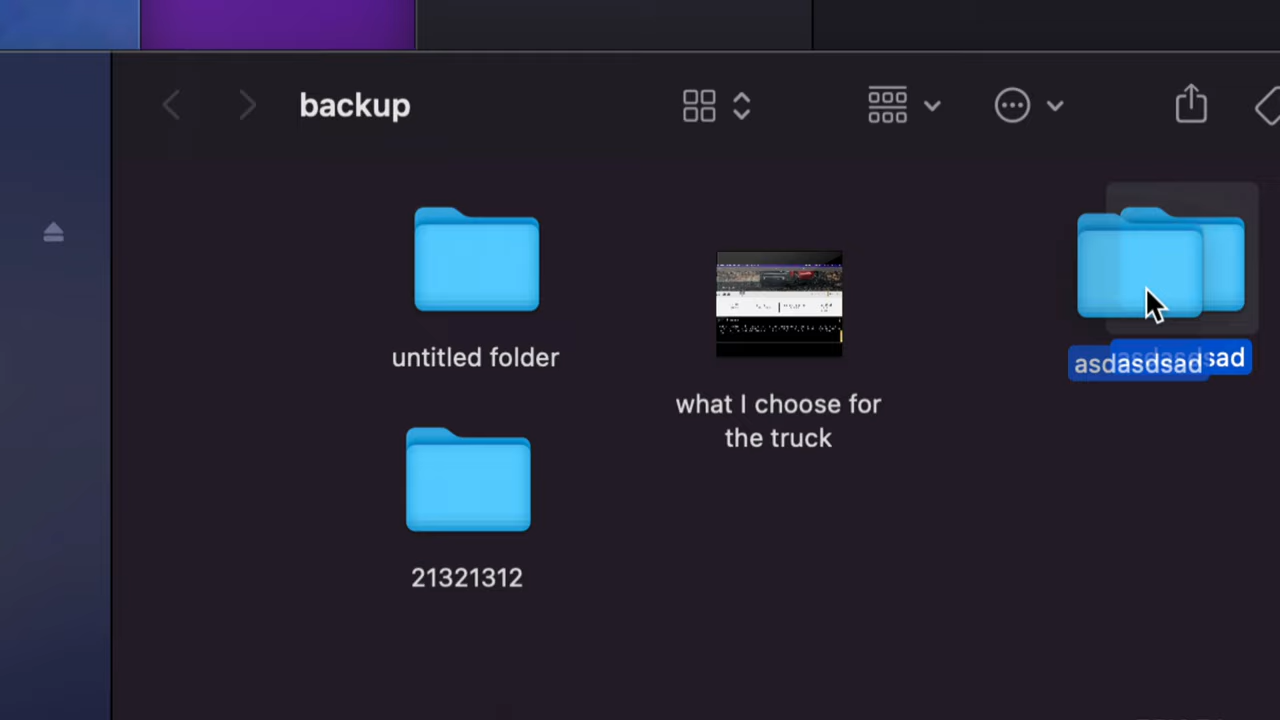 backup
untitled folder
what I choose for
the truck
asdasdsad
21321312